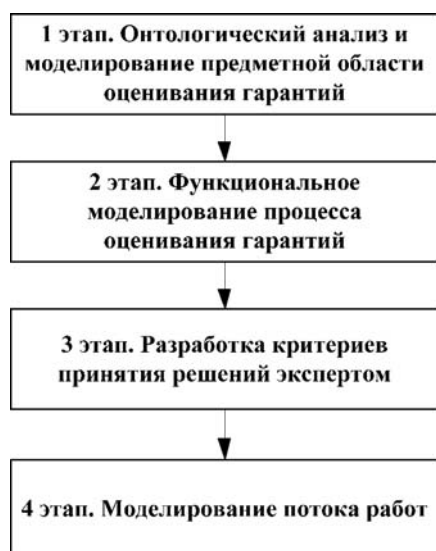 1 этап. Онтологический анализ и
моделирование предметной области
оценивания гарантий
2 этап. Функциональное
моделирование процесса
оценивания гарантий
3 этап. Разработка критериев
принятия решений экспертом
4 этап. Моделирование потока работ